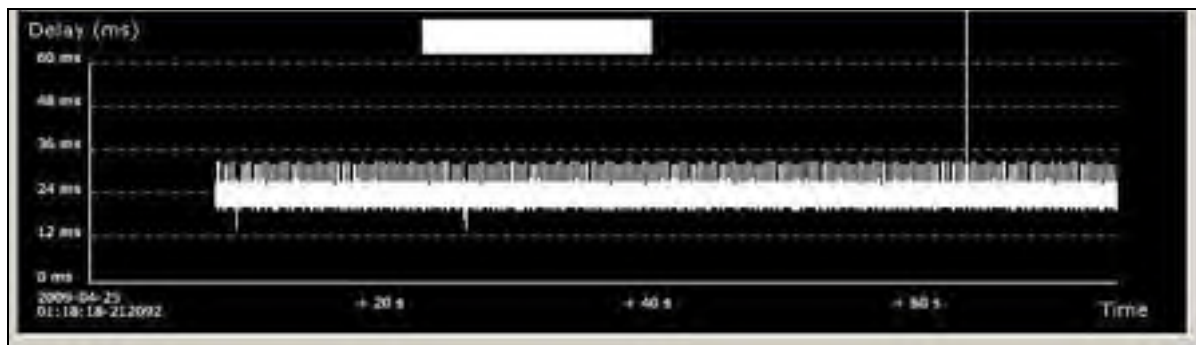 Delay (ms)
60 ms
48 ms
36 ms
24 ms
12 ms
0 ms
2009-04-25
01:18:18-212092
+ 20 s
+ 40 s
+ 60 s
Time